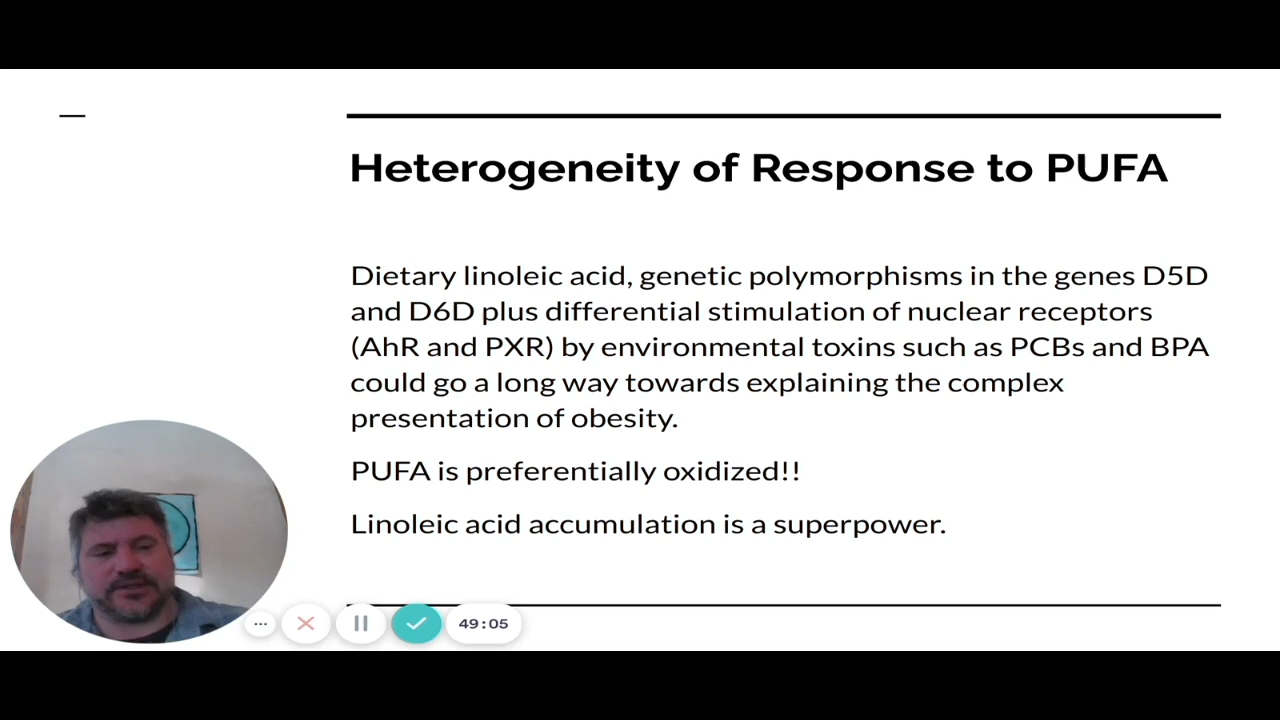 Heterogeneity of Response to PUFA
Dietary linoleic acid, genetic polymorphisms in the genes D5D
and D6D plus differential stimulation of nuclear receptors
(AhR and PXR) by environmental toxins such as PCBs and BPA
could go a long way towards explaining the complex
presentation of obesity.
PUFA is preferentially oxidized!!
Linoleic acid accumulation is a superpower.
49:05